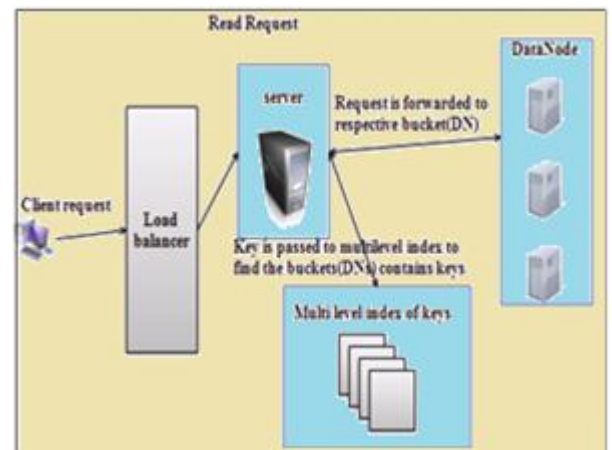 Read Request
DataNode
server
Request is forwarded to
respective bucket(DN)
Client request
Load
balancer
Key is passed to multilevel index to
find the buckets(DNs) contains keys
Multi level index of keys